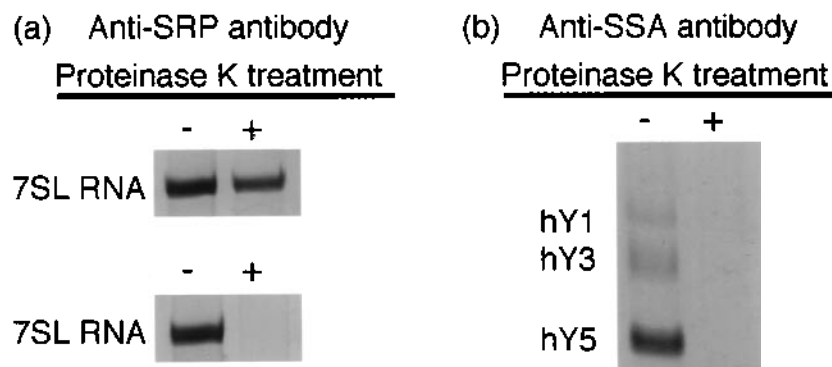 (a) Anti-SRP antibody
Proteinase K treatment
- +
7SL RNA
- +
7SL RNA
(b) Anti-SSA antibody
Proteinase K treatment
- +
hY1
hY3
hY5